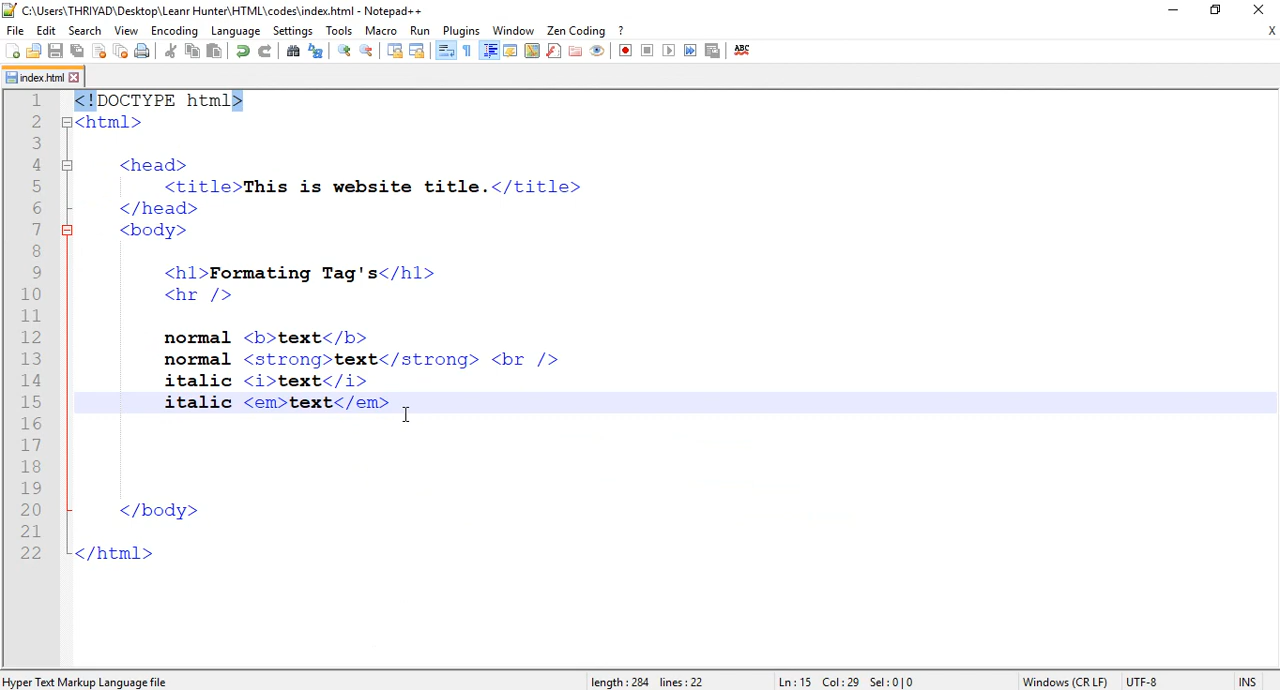 C:\Users\THRIYAD\Desktop\Leanr Hunter\HTML\codes\index.html - Notepad++
File Edit Search View Encoding Language Settings Tools Macro Run Plugins Window Zen Coding ? X
ABC
index.html
1 <!DOCTYPE html>
2 <html>
3
4 <head>
5 <title>This is website title.</title>
6 </head>
7 <body>
8
9 <h1>Formating Tag's</h1>
10 <hr />
11
12 normal <b>text</b>
13 normal <strong>text</strong> <br />
14 italic <i>text</i>
15 italic <em>text</em>
16
17
18
19
20 </body>
21
22 </html>
Hyper Text Markup Language file length : 284 lines : 22 Ln : 15 Col : 29 Sel : 0 | 0 Windows (CR LF) UTF-8 INS